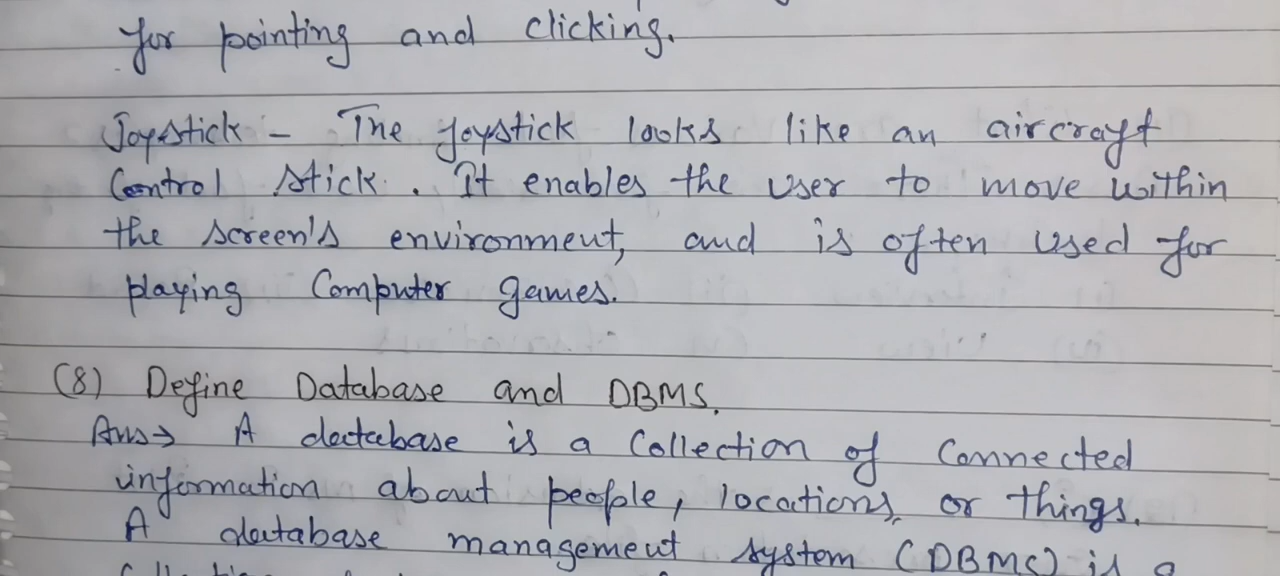 for pointing and clicking.
Joystick - The joystick looks like an aircraft
Control stick. It enables the user to move within
the screen's environment, and is often used for
playing Computer games.
(8) Define Database and DBMS.
Ans→ A database is a Collection of Connected
information about people, locations, or things.
A database management system (DBMS) is a